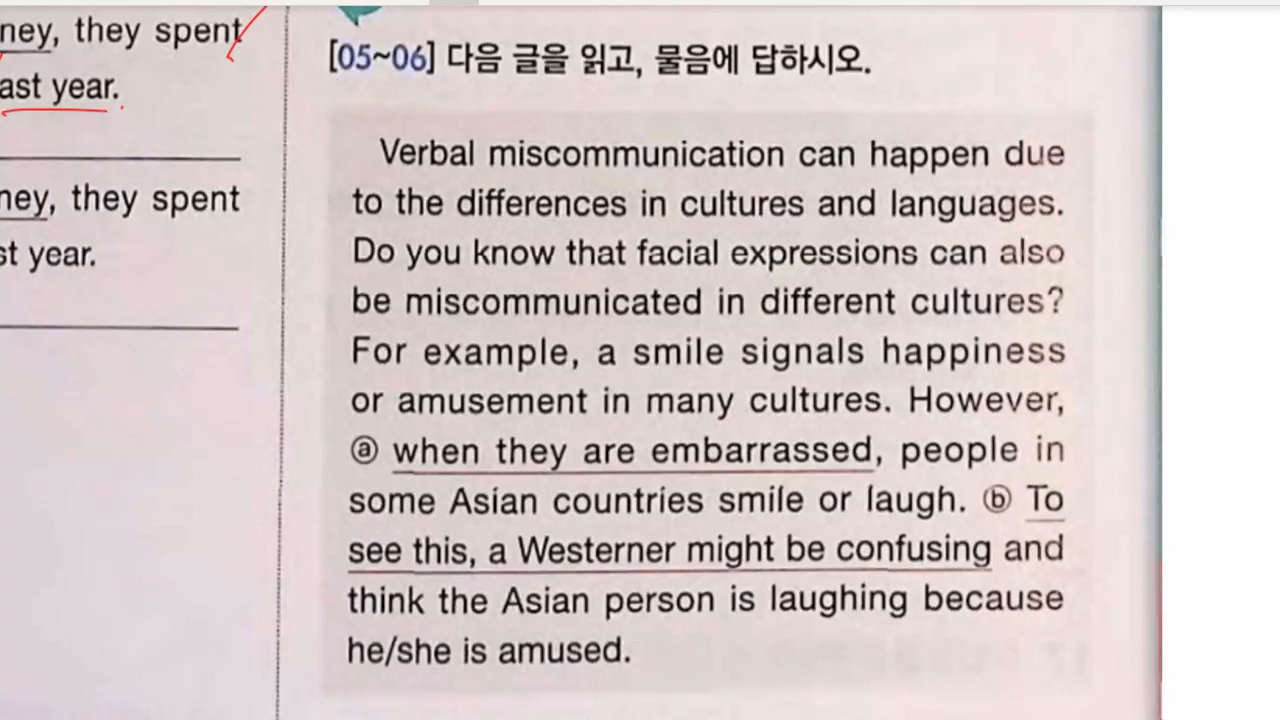 ney, they spent
ast year.
ney, they spent
st year.
[05~06] 다음 글을 읽고, 물음에 답하시오.
Verbal miscommunication can happen due
to the differences in cultures and languages.
Do you know that facial expressions can also
be miscommunicated in different cultures?
For example, a smile signals happiness
or amusement in many cultures. However,
ⓐ when they are embarrassed, people in
some Asian countries smile or laugh. ⓑ To
see this, a Westerner might be confusing and
think the Asian person is laughing because
he/she is amused.